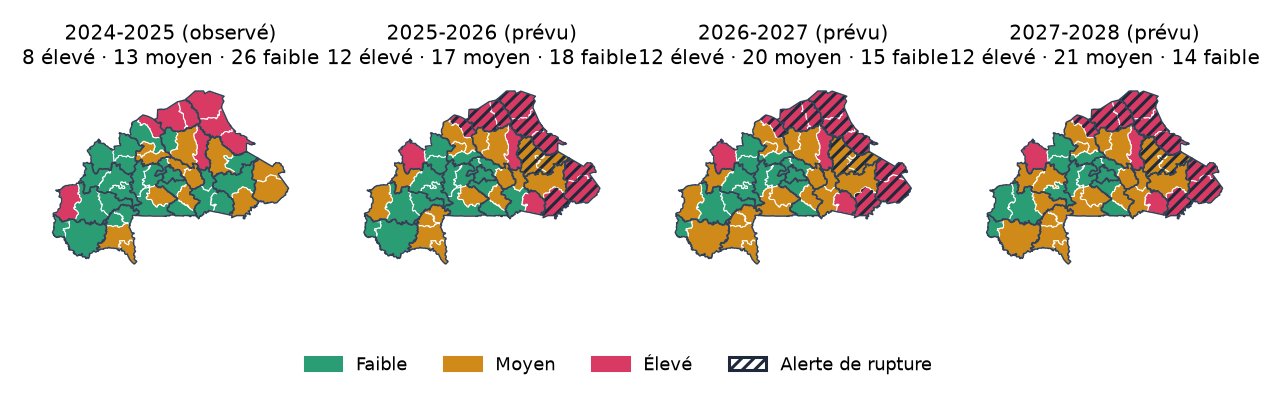 2024-2025 (observé)
8 élevé · 13 moyen · 26 faible
2025-2026 (prévu)
12 élevé · 17 moyen · 18 faible
2026-2027 (prévu)
12 élevé · 20 moyen · 15 faible
2027-2028 (prévu)
12 élevé · 21 moyen · 14 faible
Faible
Moyen
Élevé
Alerte de rupture